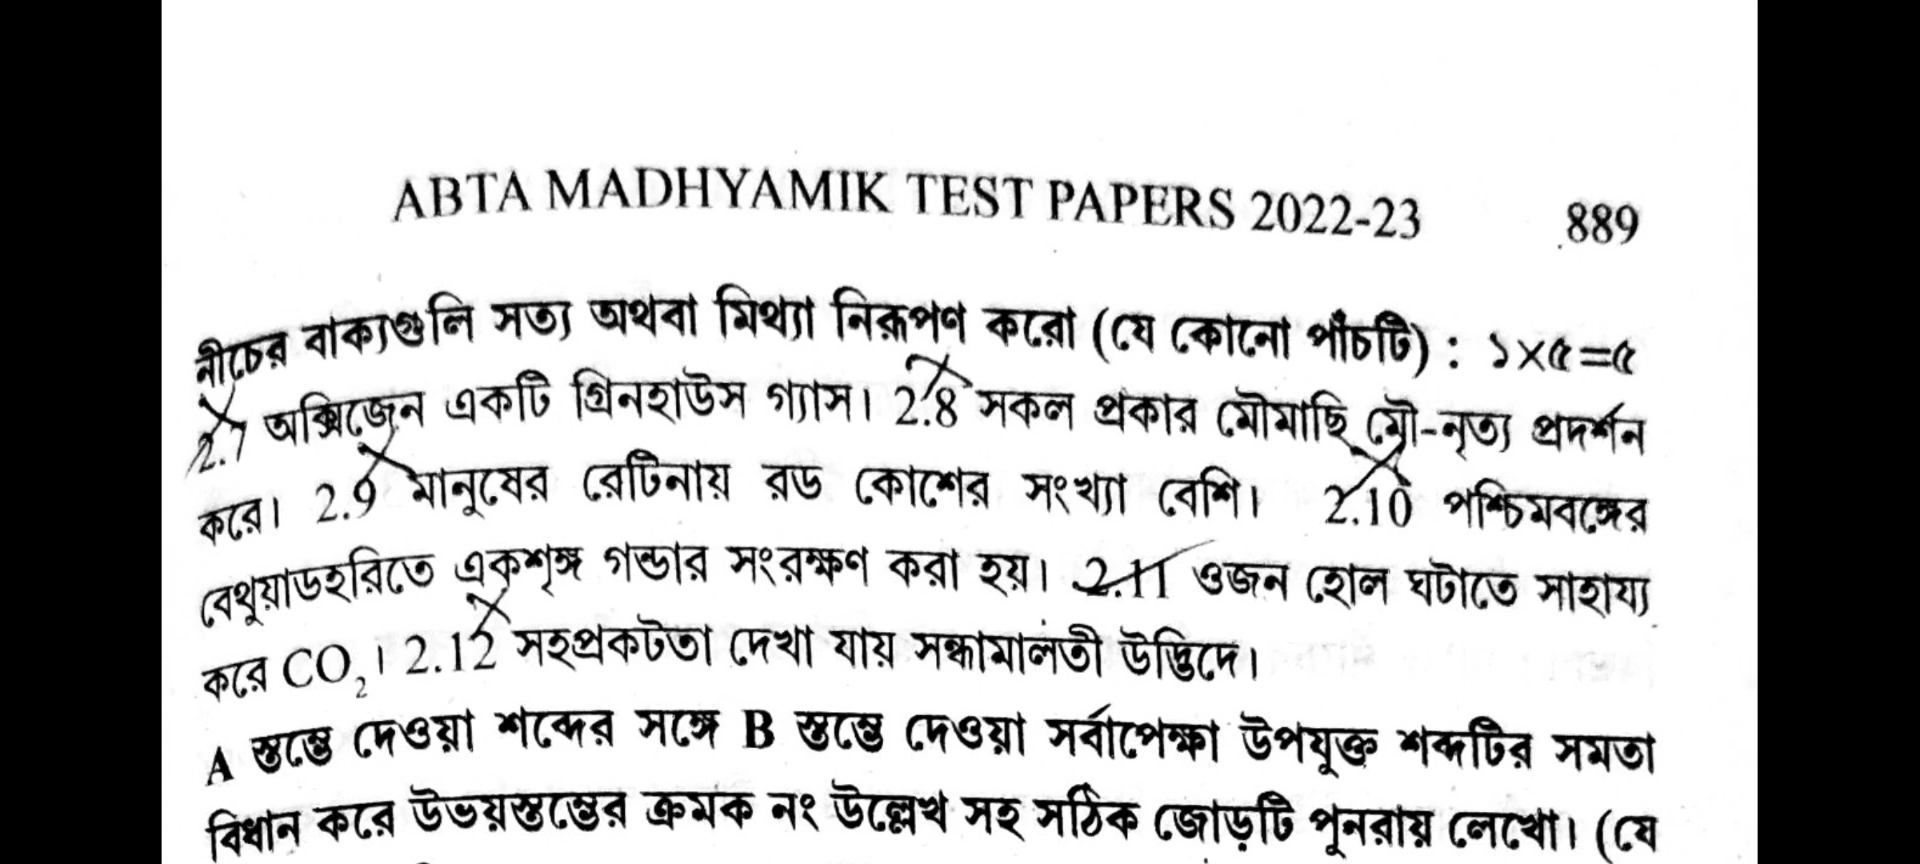 ABTA MADHYAMIK TEST PAPERS 2022-23 889
নীচের বাক্যগুলি সত্য অথবা মিথ্যা নিরূপণ করো (যে কোনো পাঁচটি) : ১×৫=৫
2.7 অক্সিজেন একটি গ্রিনহাউস গ্যাস। 2.8 সকল প্রকার মৌমাছি মৌ-নৃত্য প্রদর্শন
করে। 2.9 মানুষের রেটিনায় রড কোশের সংখ্যা বেশি। 2.10 পশ্চিমবঙ্গের
বেথুয়াডহরিতে একশৃঙ্গ গন্ডার সংরক্ষণ করা হয়। 2.11 ওজন হোল ঘটাতে সাহায্য
করে CO₂। 2.12 সহপ্রকটতা দেখা যায় সন্ধামালতী উদ্ভিদে।
A স্তম্ভে দেওয়া শব্দের সঙ্গে B স্তম্ভে দেওয়া সর্বাপেক্ষা উপযুক্ত শব্দটির সমতা
বিধান করে উভয়স্তম্ভের ক্রমক নং উল্লেখ সহ সঠিক জোড়টি পুনরায় লেখো। (যে